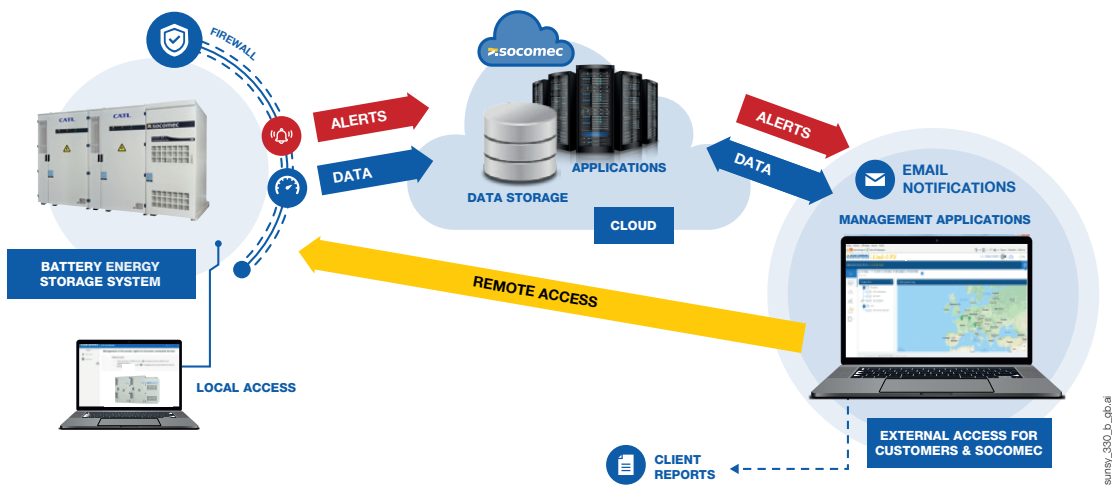 FIREWALL
socomec
CATL
CATL
socomec
ALERTS
DATA
APPLICATIONS
DATA STORAGE
CLOUD
ALERTS
DATA
EMAIL
NOTIFICATIONS
MANAGEMENT APPLICATIONS
BATTERY ENERGY
STORAGE SYSTEM
REMOTE ACCESS
LOCAL ACCESS
EXTERNAL ACCESS FOR
CUSTOMERS & SOCOMEC
CLIENT
REPORTS
sunsy_330_b_gb.ai